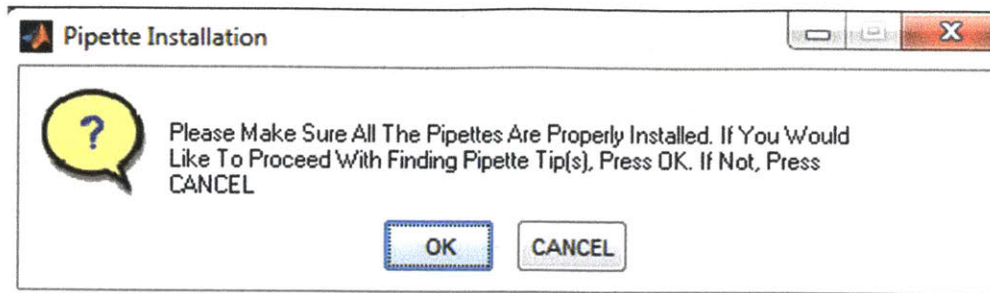 Pipette Installation
?
Please Make Sure All The Pipettes Are Properly Installed. If You Would
Like To Proceed With Finding Pipette Tip(s), Press OK. If Not, Press
CANCEL
OK CANCEL